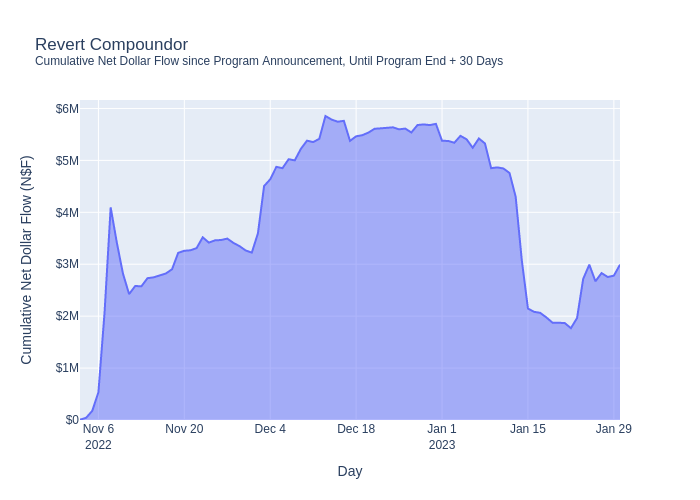 Revert Compoundor
Cumulative Net Dollar Flow since Program Announcement, Until Program End + 30 Days
Cumulative Net Dollar Flow (N$F)
$6M
$5M
$4M
$3M
$2M
$1M
$0
Nov 6 Nov 20 Dec 4 Dec 18 Jan 1 Jan 15 Jan 29
2022 2023
Day